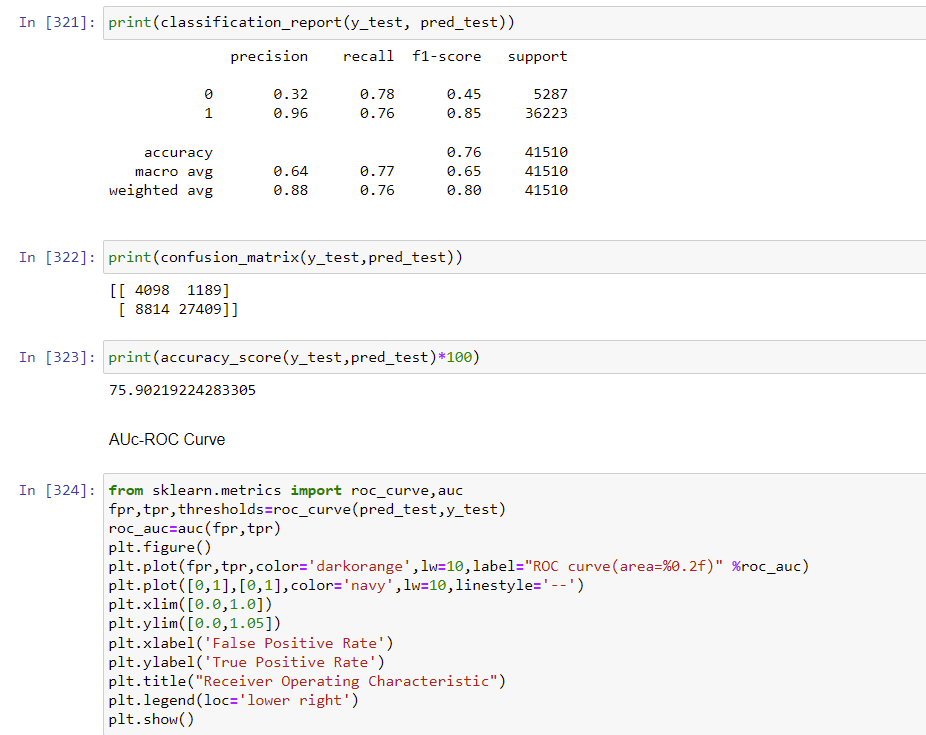 In [321]: print(classification_report(y_test, pred_test))
precision recall f1-score support
0 0.32 0.78 0.45 5287
1 0.96 0.76 0.85 36223
accuracy 0.76 41510
macro avg 0.64 0.77 0.65 41510
weighted avg 0.88 0.76 0.80 41510
In [322]: print(confusion_matrix(y_test,pred_test))
[[ 4098 1189]
[ 8814 27409]]
In [323]: print(accuracy_score(y_test,pred_test)*100)
75.90219224283305
AUc-ROC Curve
In [324]: from sklearn.metrics import roc_curve,auc
fpr,tpr,thresholds=roc_curve(pred_test,y_test)
roc_auc=auc(fpr,tpr)
plt.figure()
plt.plot(fpr,tpr,color='darkorange',lw=10,label="ROC curve(area=%0.2f)" %roc_auc)
plt.plot([0,1],[0,1],color='navy',lw=10,linestyle='--')
plt.xlim([0.0,1.0])
plt.ylim([0.0,1.05])
plt.xlabel('False Positive Rate')
plt.ylabel('True Positive Rate')
plt.title("Receiver Operating Characteristic")
plt.legend(loc='lower right')
plt.show()